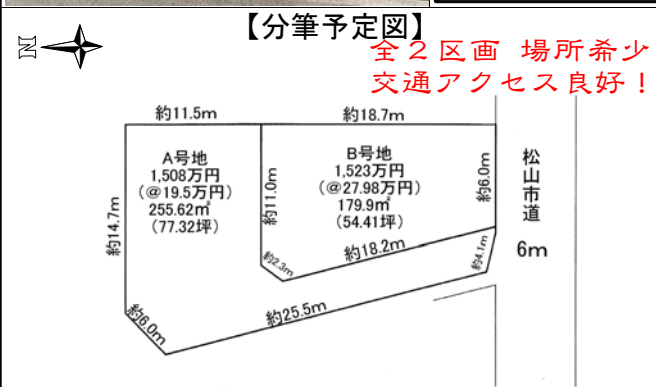 【分筆予定図】
全２区画 場所希少
交通アクセス良好！
N
約11.5m
約18.7m
A号地
1,508万円
（＠19.5万円）
255.62㎡
（77.32坪）
B号地
1,523万円
（＠27.98万円）
179.9㎡
（54.41坪）
約14.7m
約11.0m
約6.0m
松山市道
6m
約2.3m
約18.2m
約4.1m
約6.0m
約25.5m